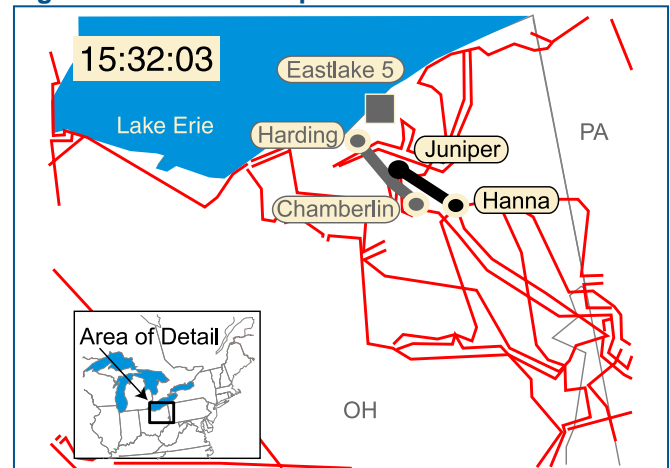 15:32:03
Eastlake 5
Lake Erie
Harding
PA
Juniper
Chamberlin
Hanna
Area of Detail
OH